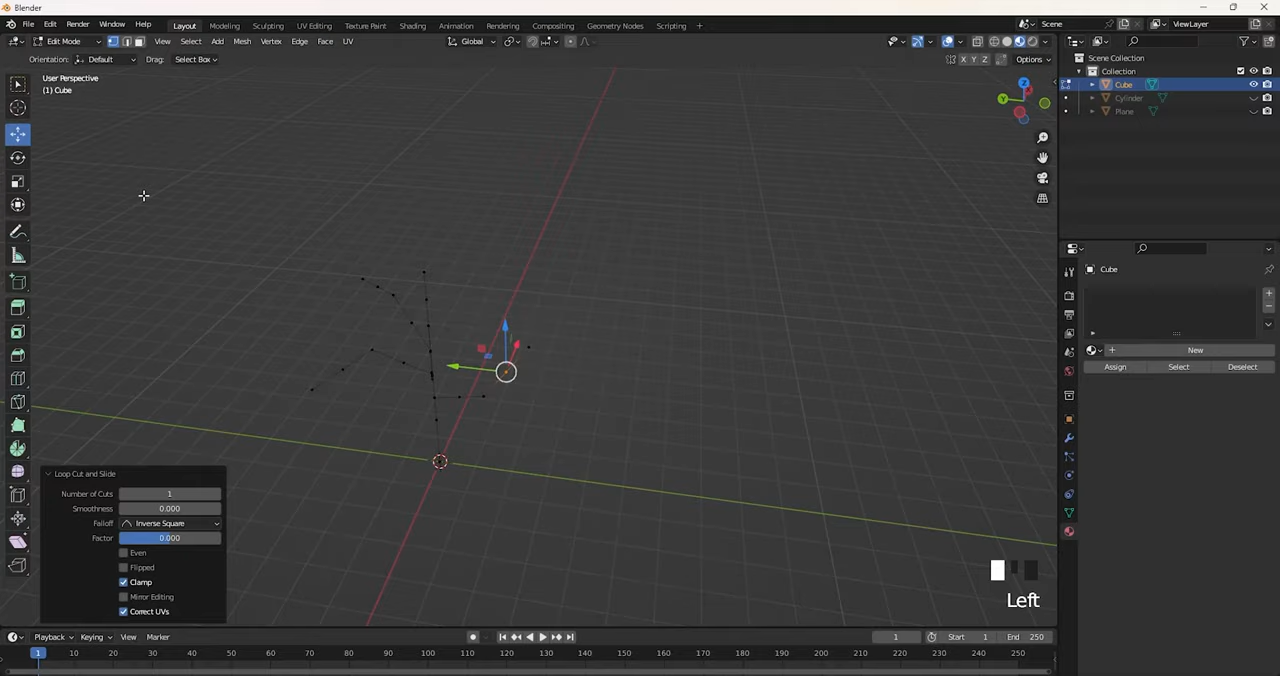 Blender
File Edit Render Window Help
Layout Modeling Sculpting UV Editing Texture Paint Shading Animation Rendering Compositing Geometry Nodes Scripting +
Scene
ViewLayer
Edit Mode
View Select Add Mesh Vertex Edge Face UV
Global
Orientation: Default Drag: Select Box
X Y Z Options
User Perspective
(1) Cube
Z
Y
Scene Collection
Collection
Cube
Cylinder
Plane
Cube
New
Assign Select Deselect
Loop Cut and Slide
Number of Cuts 1
Smoothness 0.000
Falloff Inverse Square
Factor 0.000
Even
Flipped
Clamp
Mirror Editing
Correct UVs
Left
Playback Keying View Marker
1 Start 1 End 250
1 10 20 30 40 50 60 70 80 90 100 110 120 130 140 150 160 170 180 190 200 210 220 230 240 250